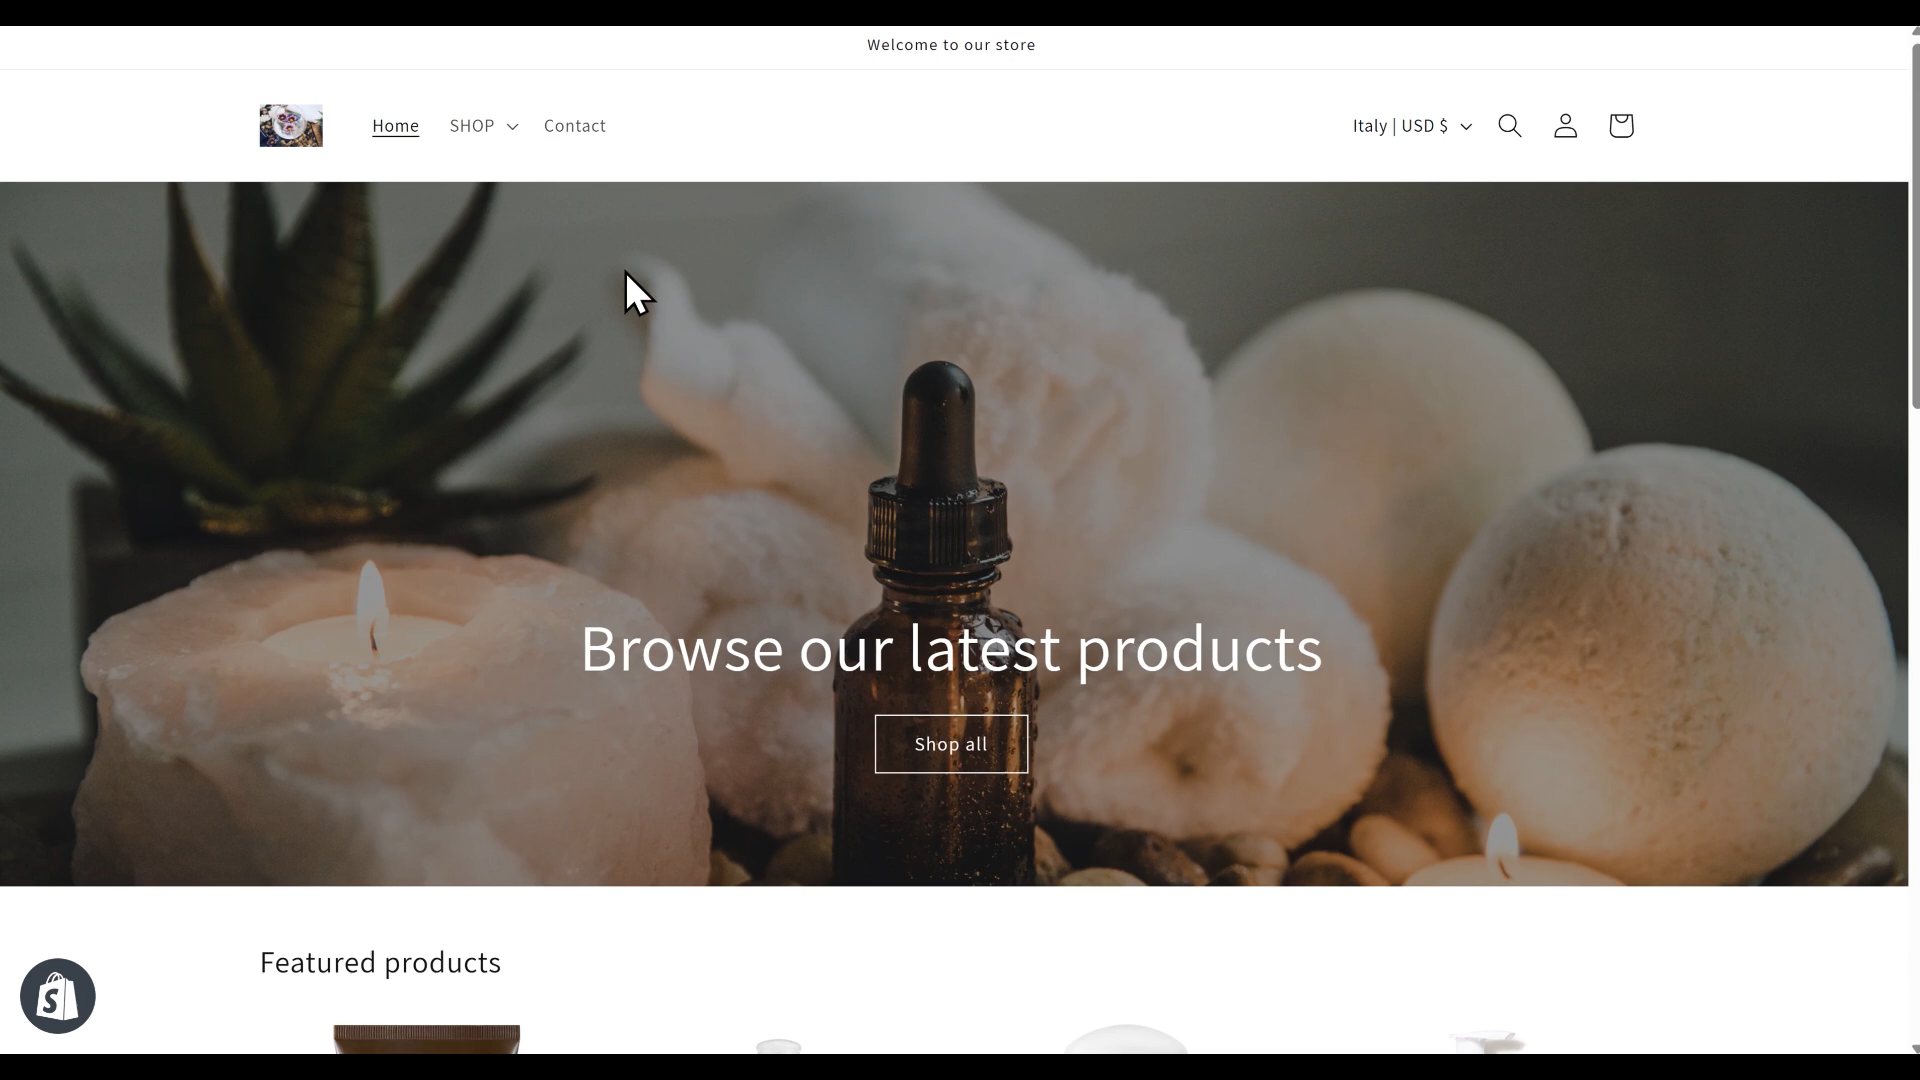 Welcome to our store
Home SHOP Contact
Italy | USD $
Browse our latest products
Shop all
Featured products